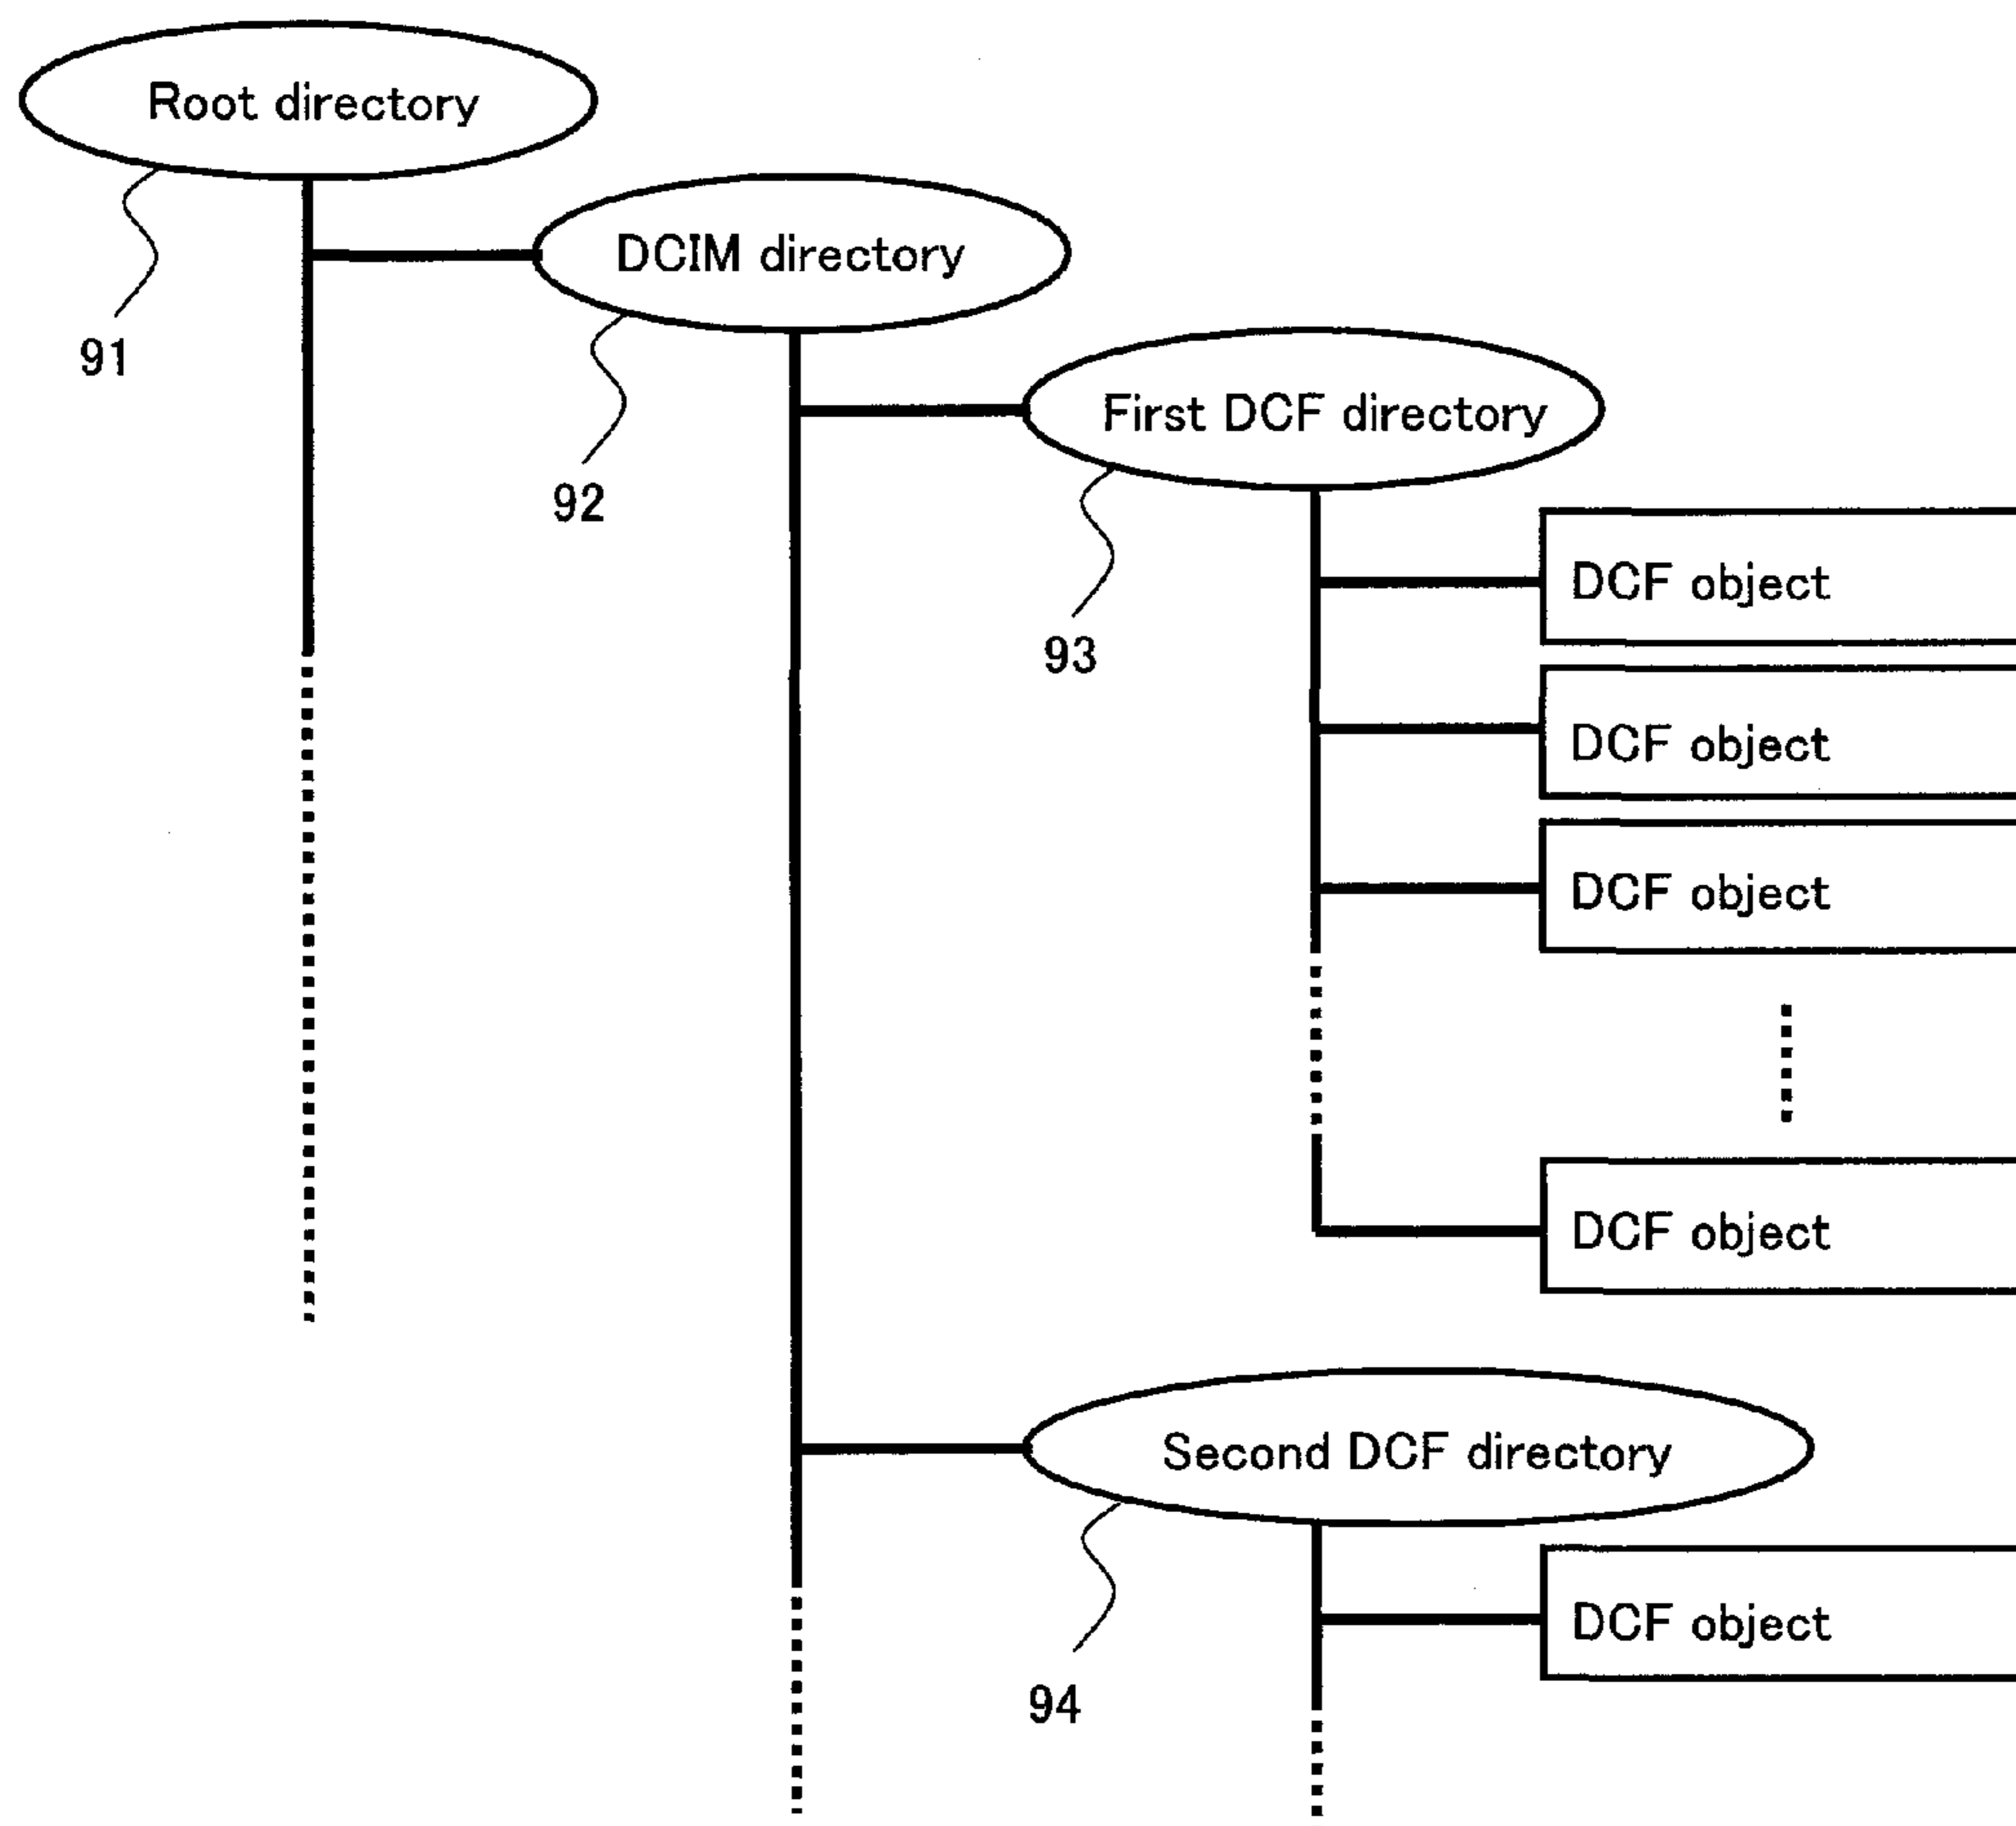 Root directory
91
DCIM directory
92
First DCF directory
93
DCF object
DCF object
DCF object
DCF object
Second DCF directory
94
DCF object